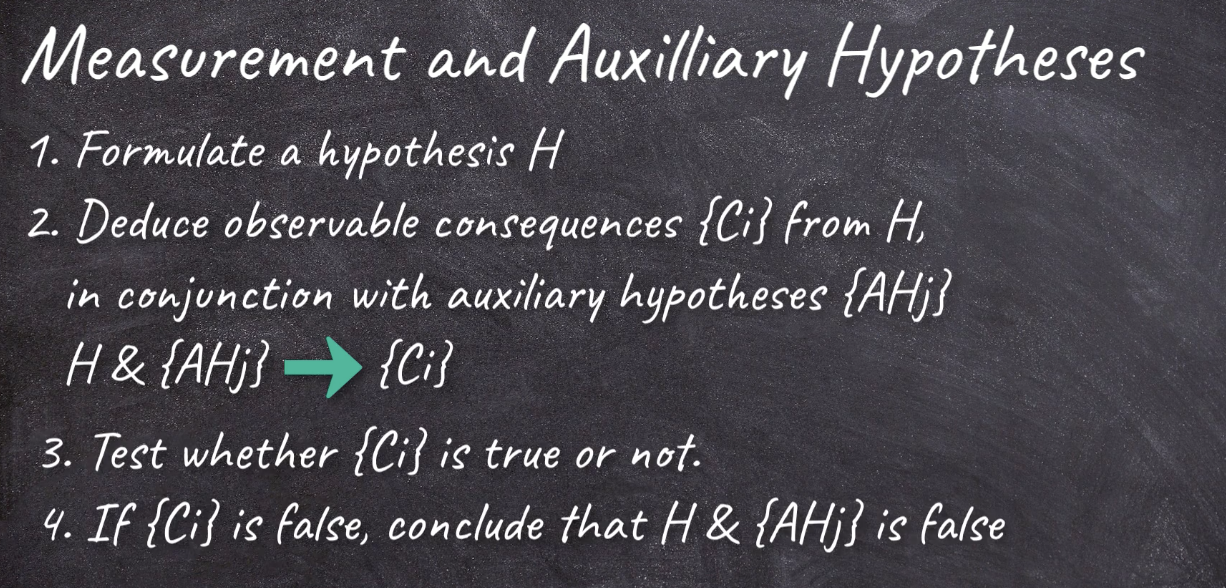 Measurement and Auxilliary Hypotheses
1. Formulate a hypothesis H
2. Deduce observable consequences {Ci} from H,
in conjunction with auxiliary hypotheses {AHj}
H & {AHj} → {Ci}
3. Test whether {Ci} is true or not.
4. If {Ci} is false, conclude that H & {AHj} is false